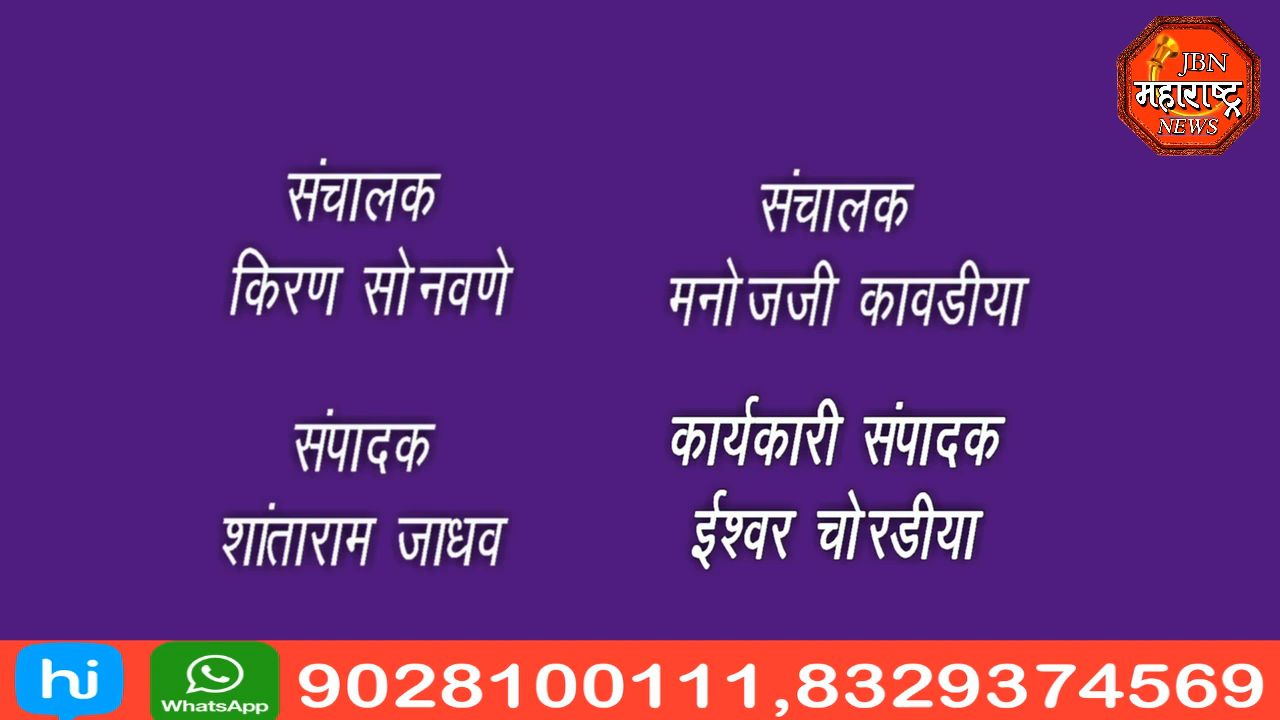 JBN
महाराष्ट्र
NEWS
संचालक
किरण सोनवणे
संचालक
मनोजजी कावडीया
संपादक
शांताराम जाधव
कार्यकारी संपादक
ईश्वर चोरडीया
hi
WhatsApp
9028100111,8329374569